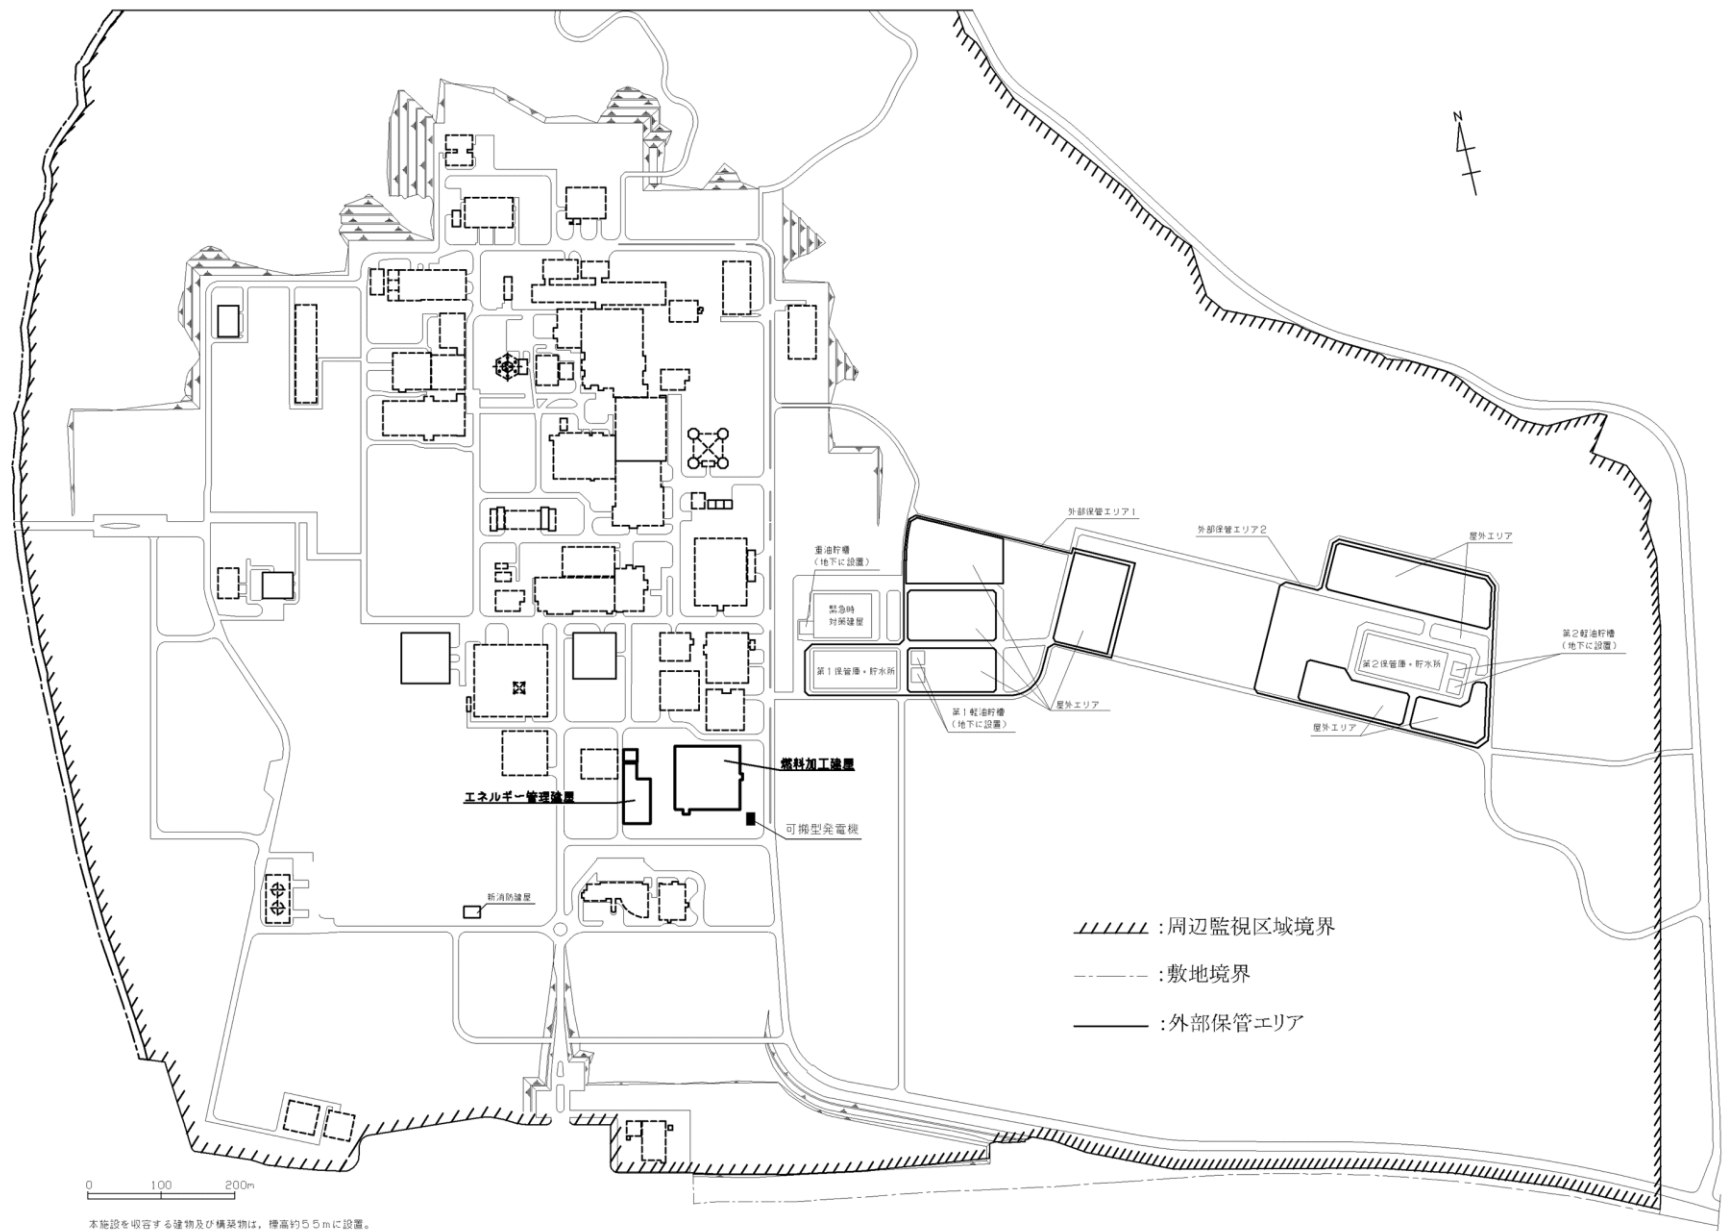 N
外部保管エリア1
外部保管エリア2
屋外エリア
重油貯槽
(地下に設置)
緊急時
対策建屋
第2軽油貯槽
(地下に設置)
第1保管庫・貯水所
第2保管庫・貯水所
第1軽油貯槽
(地下に設置)
屋外エリア
屋外エリア
燃料加工建屋
エネルギー管理建屋
可搬型発電機
新消防建屋
:周辺監視区域境界
:敷地境界
:外部保管エリア
0 100 200m
本施設を収容する建物及び構築物は,標高約55mに設置。